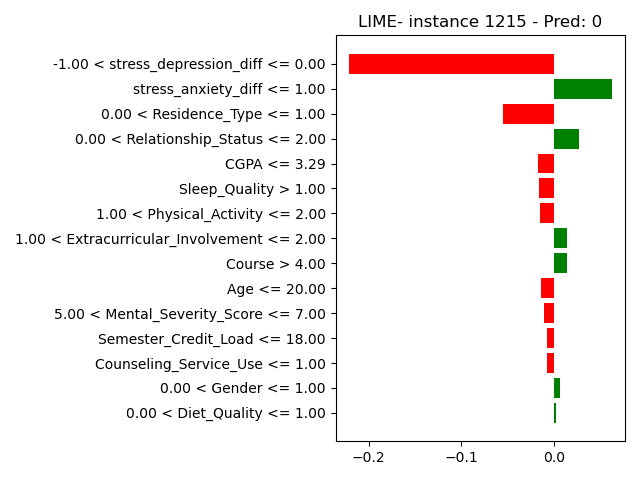 LIME- instance 1215 - Pred: 0
-1.00 < stress_depression_diff <= 0.00
stress_anxiety_diff <= 1.00
0.00 < Residence_Type <= 1.00
0.00 < Relationship_Status <= 2.00
CGPA <= 3.29
Sleep_Quality > 1.00
1.00 < Physical_Activity <= 2.00
1.00 < Extracurricular_Involvement <= 2.00
Course > 4.00
Age <= 20.00
5.00 < Mental_Severity_Score <= 7.00
Semester_Credit_Load <= 18.00
Counseling_Service_Use <= 1.00
0.00 < Gender <= 1.00
0.00 < Diet_Quality <= 1.00
−0.2 −0.1 0.0